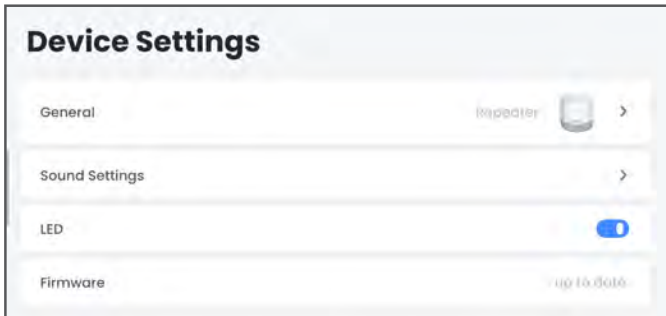 Device Settings
General Repeater
Sound Settings
LED
Firmware up to date